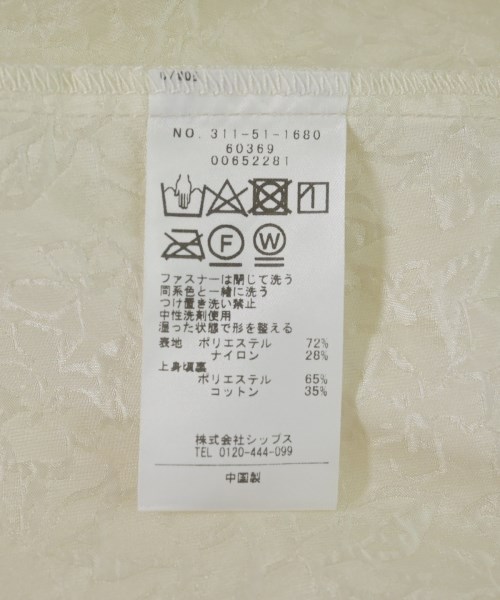 NO. 311-51-1680
60369
00652281
F W
ファスナーは閉じて洗う
同系色と一緒に洗う
つけ置き洗い禁止
中性洗剤使用
湿った状態で形を整える
表地 ポリエステル 72%
ナイロン 28%
上身頃裏
ポリエステル 65%
コットン 35%
株式会社シップス
TEL 0120-444-099
中国製